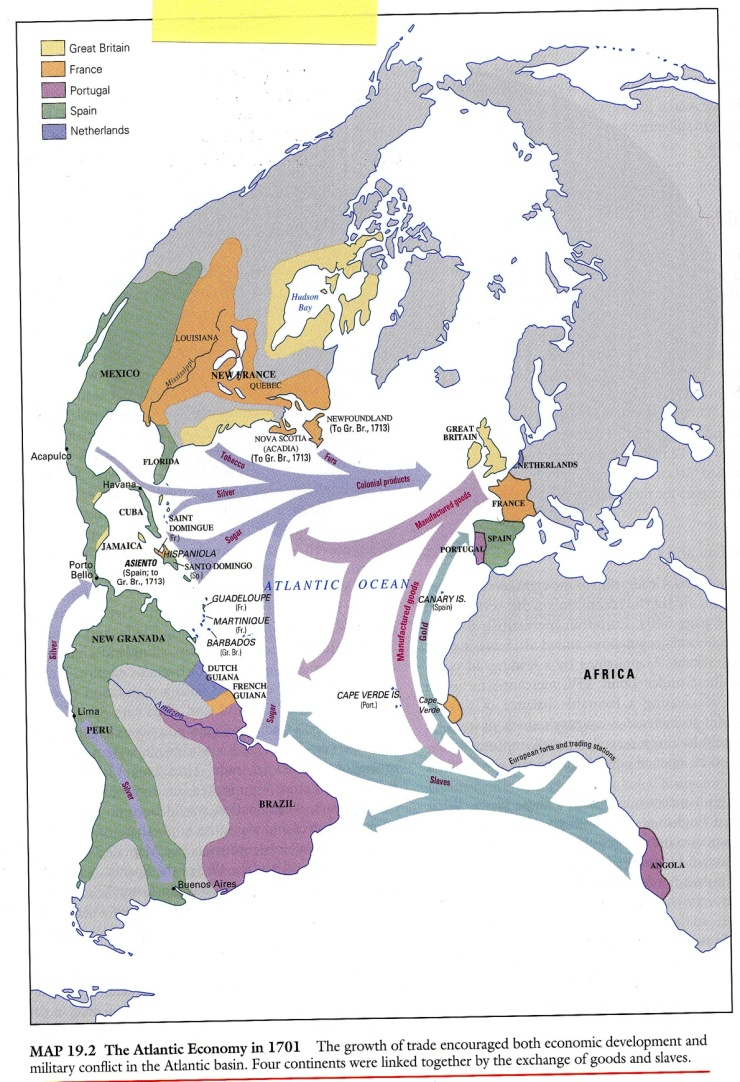 Great Britain
France
Portugal
Spain
Netherlands
Hudson
Bay
LOUISIANA
Mississippi
MEXICO
NEW FRANCE
QUEBEC
NEWFOUNDLAND
(To Gr. Br., 1713)
NOVA SCOTIA
(ACADIA)
(To Gr. Br., 1713)
GREAT
BRITAIN
NETHERLANDS
Acapulco
FLORIDA
Tobacco
Furs
Colonial products
Silver
Sugar
Manufactured goods
FRANCE
Havana
CUBA
SAINT
DOMINGUE
(Fr.)
SPAIN
PORTUGAL
JAMAICA
HISPANIOLA
SANTO DOMINGO
(Sp.)
Porto
Bello
ASIENTO
(Spain; to
Gr. Br., 1713)
ATLANTIC OCEAN
GUADELOUPE
(Fr.)
MARTINIQUE
(Fr.)
BARBADOS
(Gr. Br.)
CANARY IS.
(Spain)
Manufactured goods
Gold
NEW GRANADA
Silver
DUTCH
GUIANA
FRENCH
GUIANA
AFRICA
CAPE VERDE IS.
(Port.)
Cape
Verde
Lima
PERU
Amazon
Sugar
European forts and trading stations
Slaves
Silver
BRAZIL
ANGOLA
Buenos Aires
MAP 19.2 The Atlantic Economy in 1701 The growth of trade encouraged both economic development and
military conflict in the Atlantic basin. Four continents were linked together by the exchange of goods and slaves.